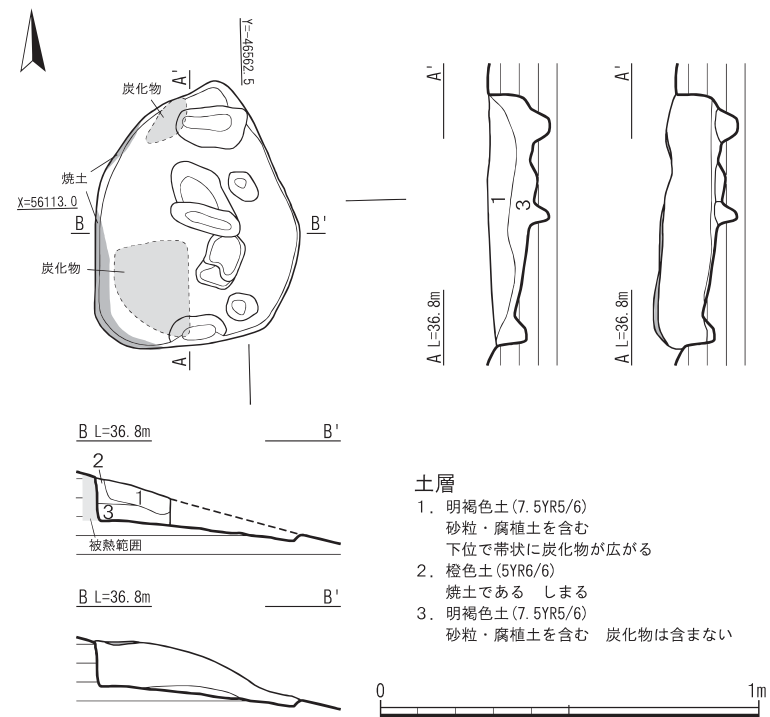 Y=-46562.5
A'
炭化物
焼土
X=56113.0
B
B'
炭化物
A
A'
1
3
A L=36.8m
A'
A L=36.8m
B L=36.8m
B'
2
1
3
被熱範囲
B L=36.8m
B'
土層
1．明褐色土(7.5YR5/6)
砂粒・腐植土を含む
下位で帯状に炭化物が広がる
2．橙色土(5YR6/6)
焼土である　しまる
3．明褐色土(7.5YR5/6)
砂粒・腐植土を含む　炭化物は含まない
0
1m